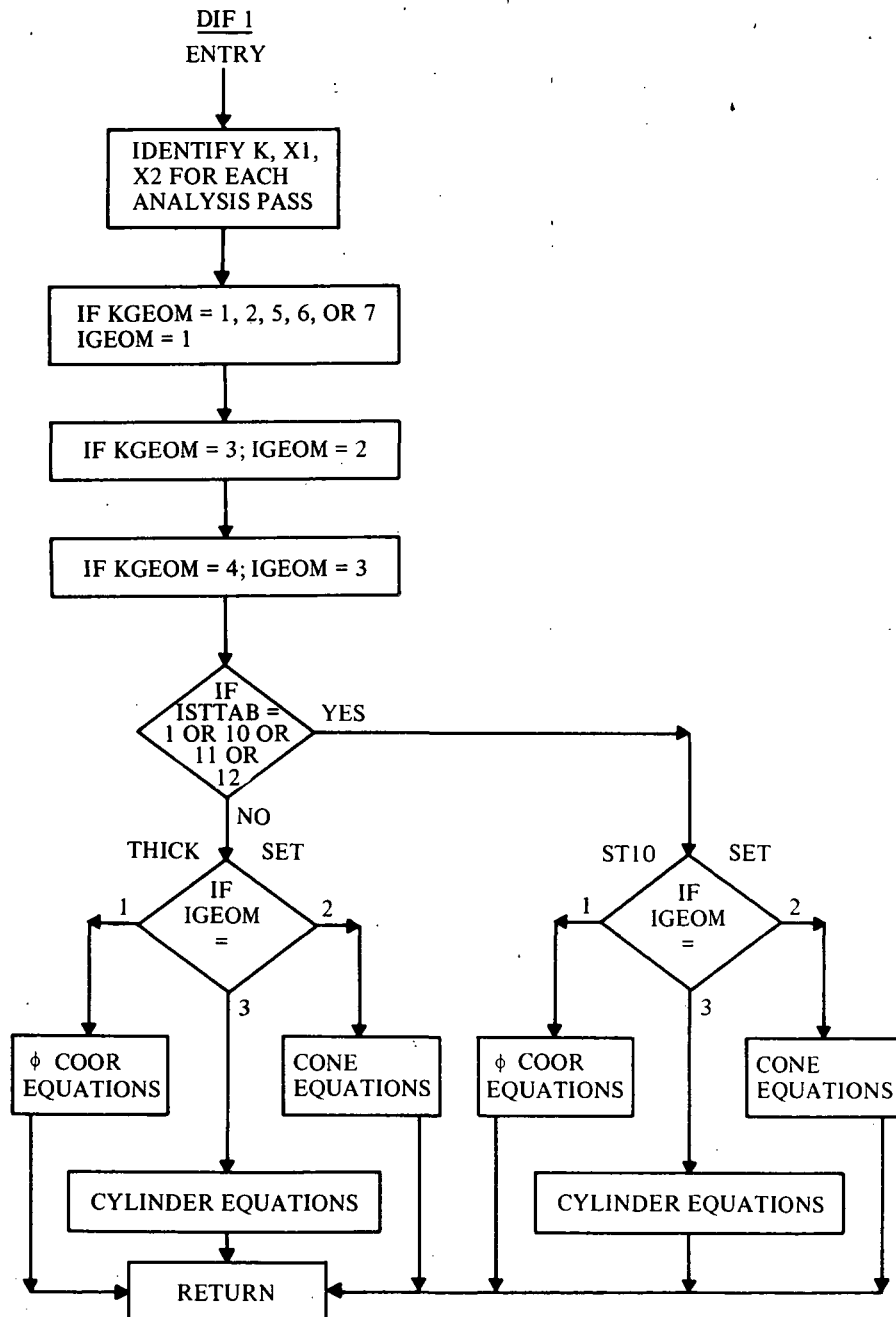 DIF 1
ENTRY
IDENTIFY K, X1,
X2 FOR EACH
ANALYSIS PASS
IF KGEOM = 1, 2, 5, 6, OR 7
IGEOM = 1
IF KGEOM = 3; IGEOM = 2
IF KGEOM = 4; IGEOM = 3
IF
ISTTAB =
1 OR 10 OR
11 OR
12
YES
NO
THICK SET
IF
IGEOM
=
1
2
3
ST10 SET
IF
IGEOM
=
1
2
3
ϕ COOR
EQUATIONS
CONE
EQUATIONS
ϕ COOR
EQUATIONS
CONE
EQUATIONS
CYLINDER EQUATIONS
CYLINDER EQUATIONS
RETURN